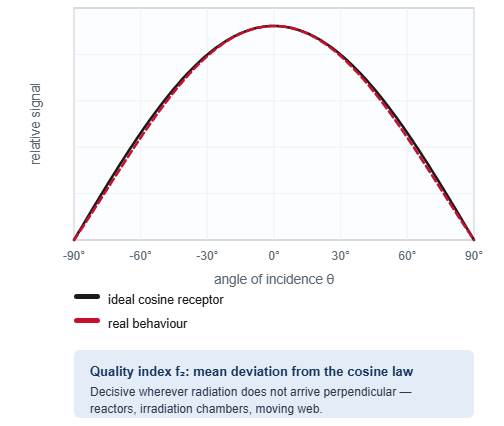 relative signal
-90° -60° -30° 0° 30° 60° 90°
angle of incidence θ
ideal cosine receptor
real behaviour
Quality index f₂: mean deviation from the cosine law
Decisive wherever radiation does not arrive perpendicular —
reactors, irradiation chambers, moving web.